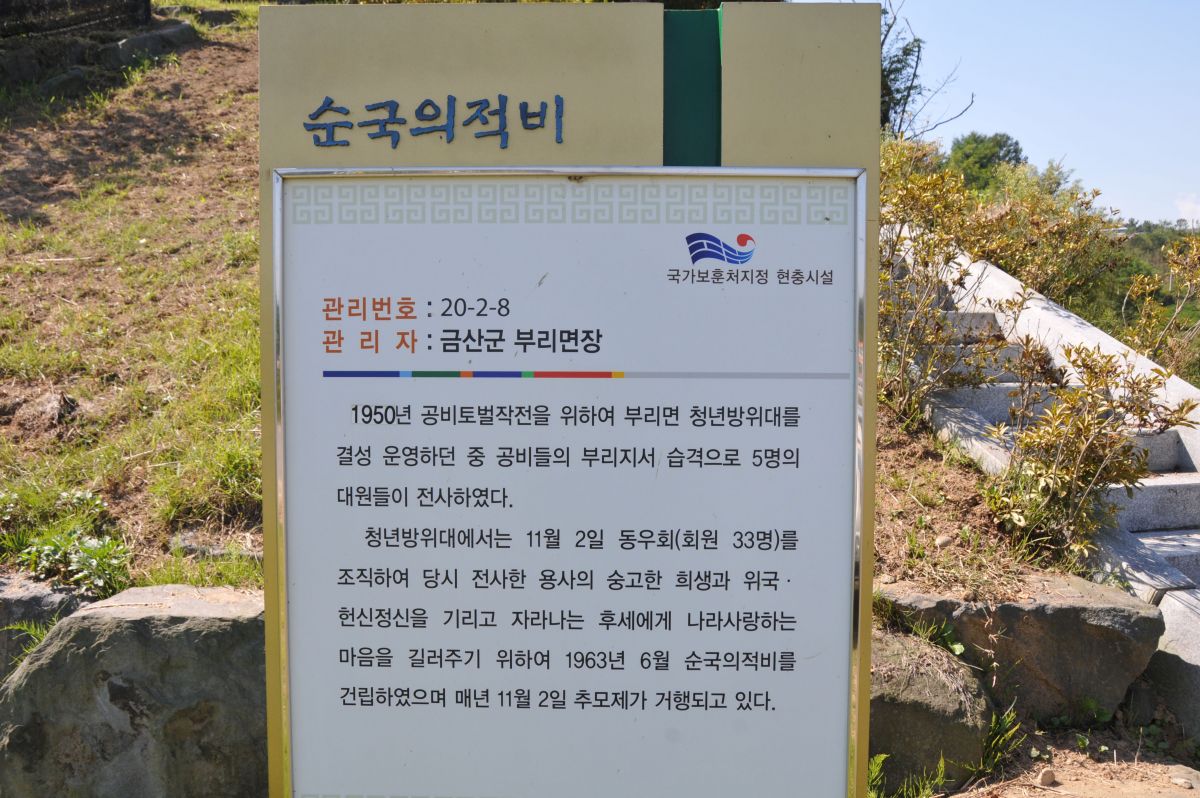 순국의적비
국가보훈처지정 현충시설
관리번호 : 20-2-8
관 리 자 : 금산군 부리면장
1950년 공비토벌작전을 위하여 부리면 청년방위대를
결성 운영하던 중 공비들의 부리지서 습격으로 5명의
대원들이 전사하였다.
청년방위대에서는 11월 2일 동우회(회원 33명)를
조직하여 당시 전사한 용사의 숭고한 희생과 위국·
헌신정신을 기리고 자라나는 후세에게 나라사랑하는
마음을 길러주기 위하여 1963년 6월 순국의적비를
건립하였으며 매년 11월 2일 추모제가 거행되고 있다.